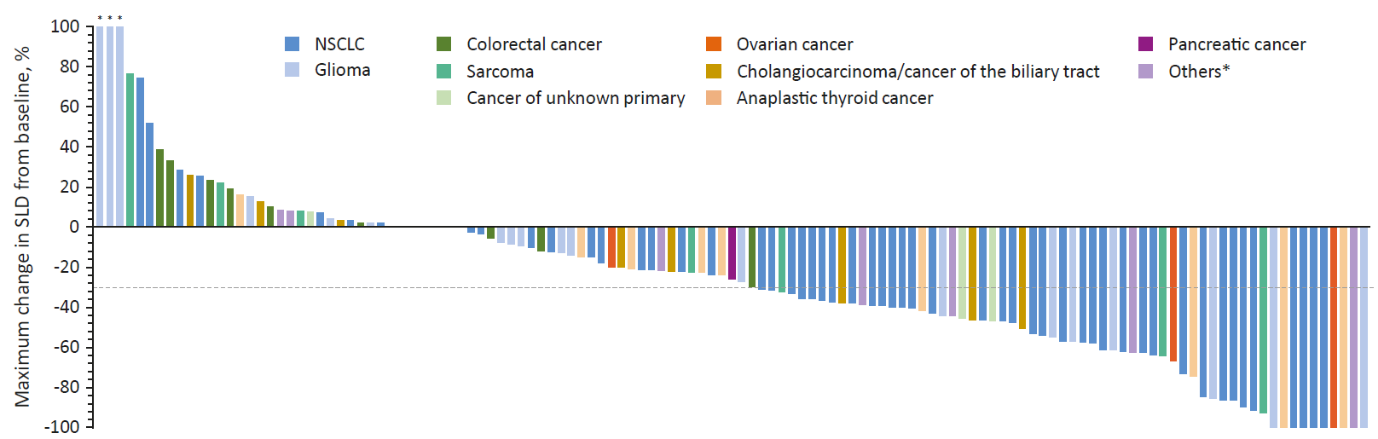 * * *
Maximum change in SLD from baseline, %
100
80
60
40
20
0
-20
-40
-60
-80
-100
NSCLC
Glioma
Colorectal cancer
Sarcoma
Cancer of unknown primary
Ovarian cancer
Cholangiocarcinoma/cancer of the biliary tract
Anaplastic thyroid cancer
Pancreatic cancer
Others*